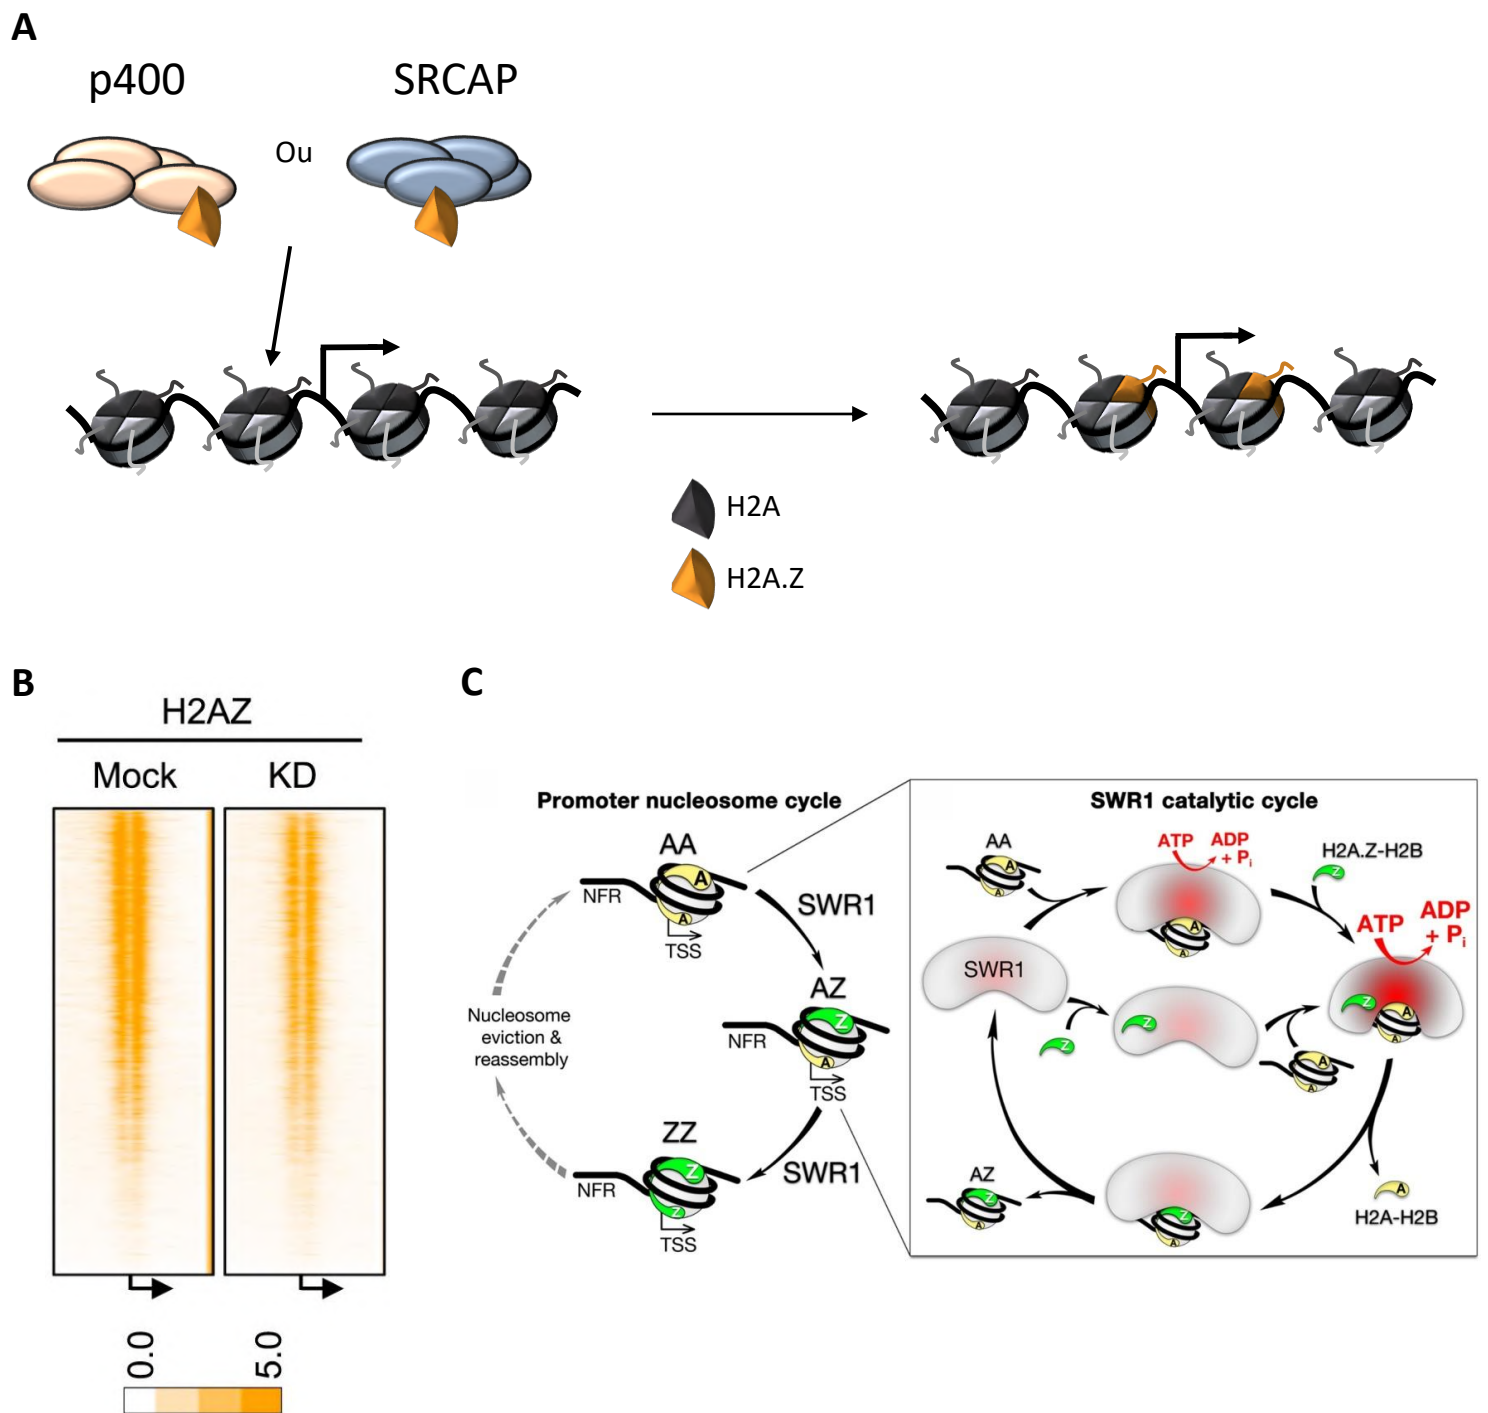 A
p400
Ou
SRCAP
H2A
H2A.Z
B
H2AZ
Mock
KD
0.0
5.0
C
Promoter nucleosome cycle
AA
A
A
NFR
TSS
SWR1
AZ
Z
A
NFR
TSS
SWR1
ZZ
Z
Z
NFR
TSS
Nucleosome
eviction &
reassembly
SWR1 catalytic cycle
AA
A
A
ATP
ADP
+ Pi
A
A
H2A.Z-H2B
Z
ATP
ADP
+ Pi
Z
A
A
SWR1
Z
Z
A
A
A
H2A-H2B
Z
A
AZ
Z
A